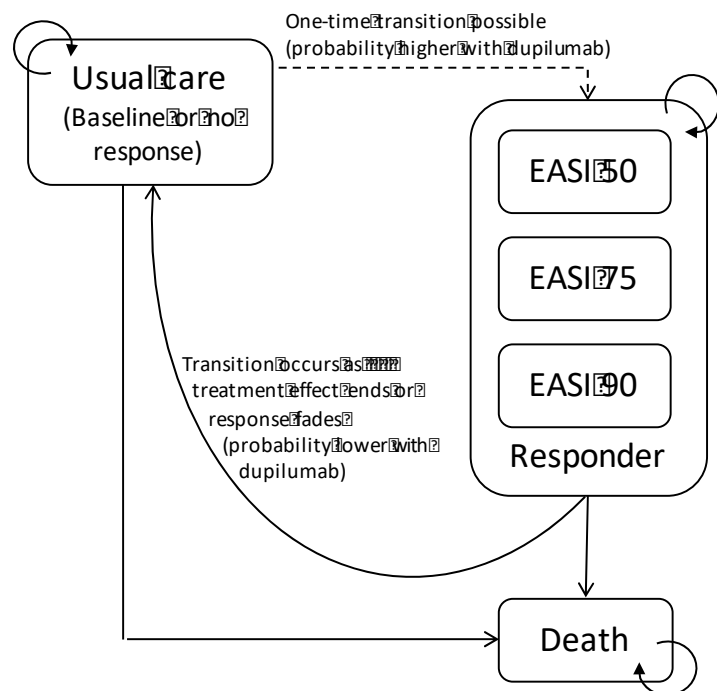 One-time transition possible
(probability higher with dupilumab)
Usual care
(Baseline or no
response)
EASI 50
EASI 75
EASI 90
Responder
Transition occurs as
treatment effect ends or
response fades
(probability lower with
dupilumab)
Death